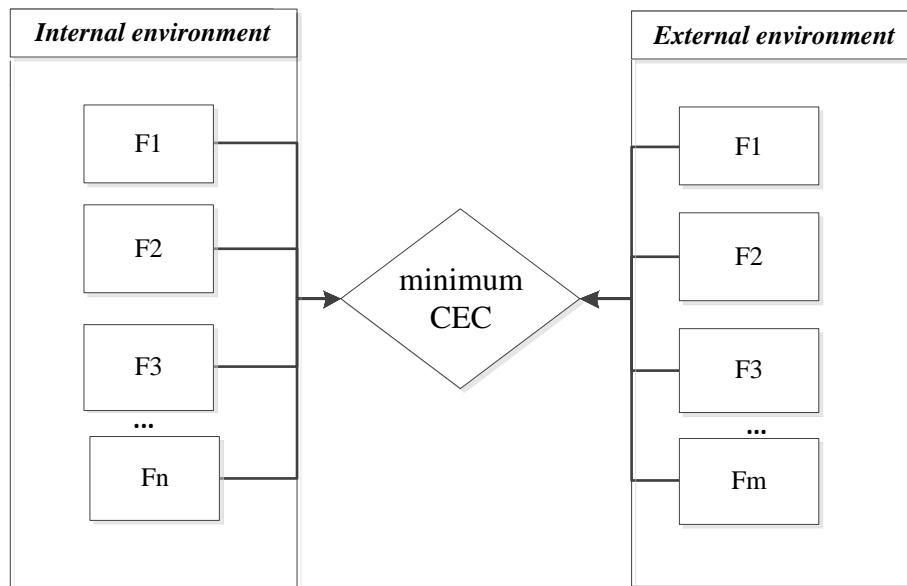 Internal environment
F1
F2
F3
...
Fn
minimum
CEC
External environment
F1
F2
F3
...
Fm